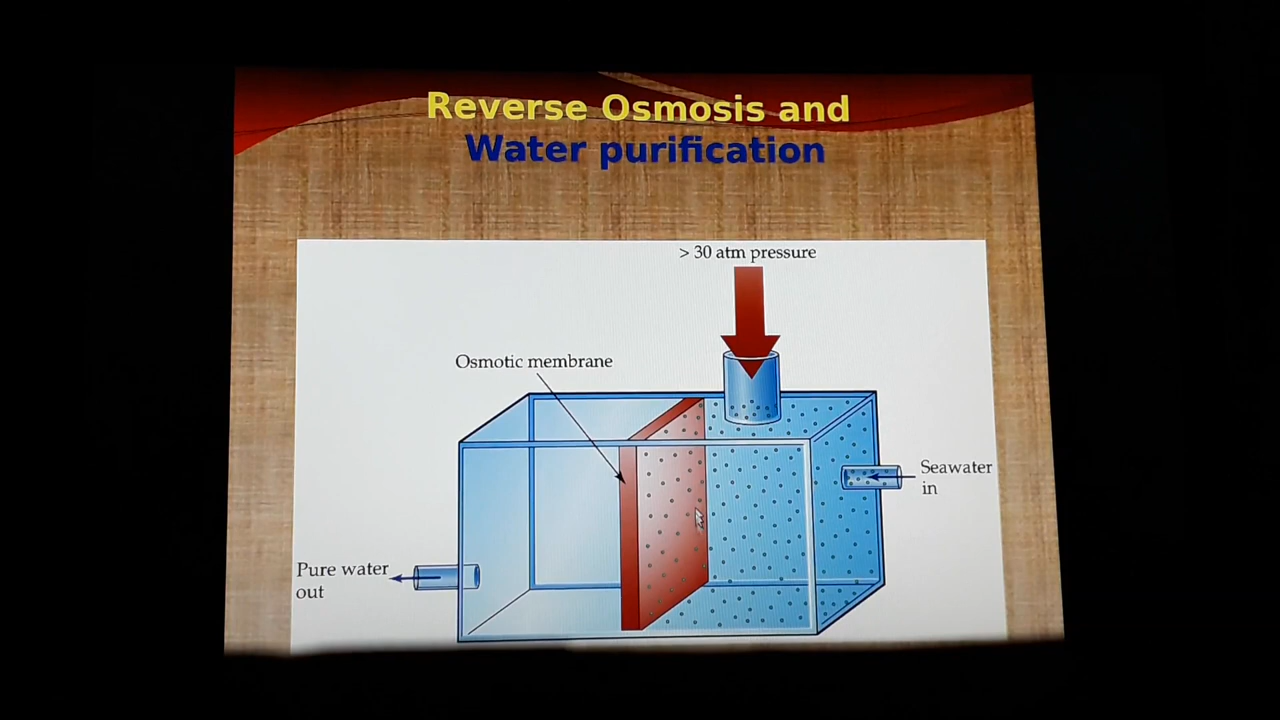 Reverse Osmosis and
Water purification
> 30 atm pressure
Osmotic membrane
Seawater
in
Pure water
out